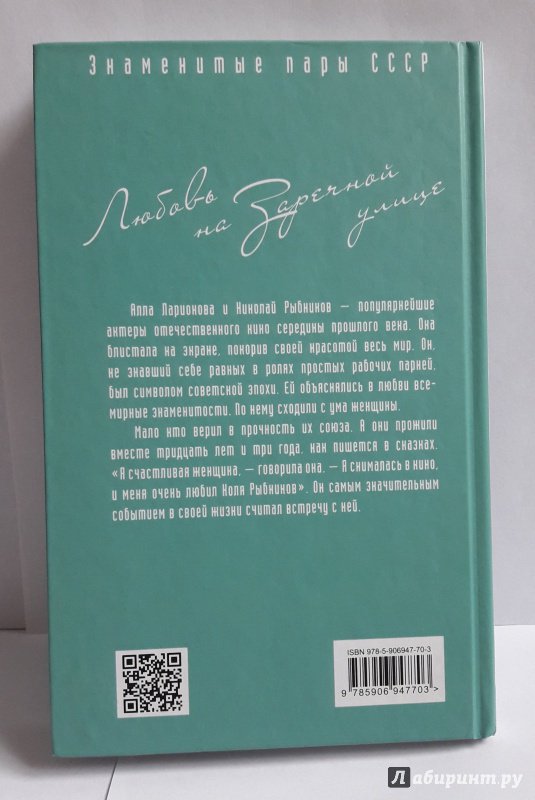 Знаменитые пары СССР
Любовь
на Заречной
улице
Алла Ларионова и Николай Рыбников — популярнейшие
актеры отечественного кино середины прошлого века. Она
блистала на экране, покорив своей красотой весь мир. Он,
не знавший себе равных в ролях простых рабочих парней,
был символом советской эпохи. Ей объяснялись в любви все-
мирные знаменитости. По нему сходили с ума женщины.
Мало кто верил в прочность их союза. А они прожили
вместе тридцать лет и три года, как пишется в сказках.
«Я счастливая женщина, — говорила она. — Я снималась в кино,
и меня очень любил Коля Рыбников». Он самым значительным
событием в своей жизни считал встречу с ней.
ISBN 978-5-906947-70-3
9 785906 947703>
Лабиринт.ру